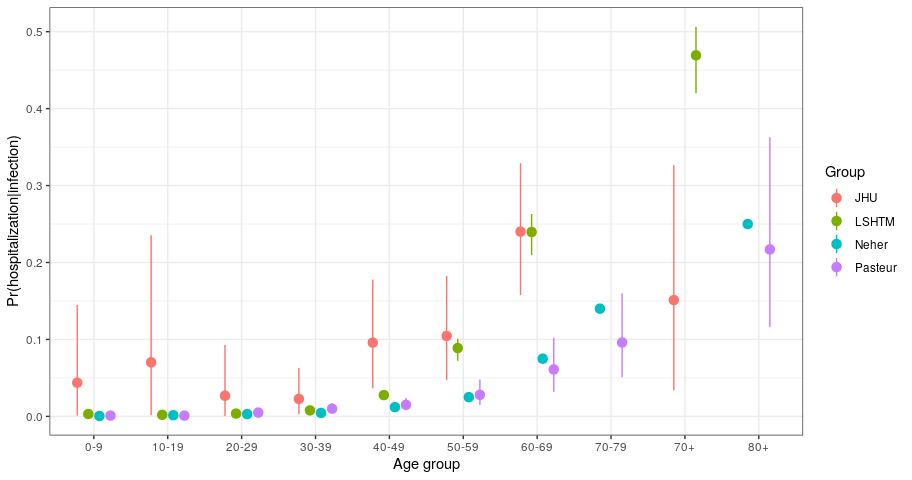 Pr(hospitalization|infection)
0.5
0.4
0.3
0.2
0.1
0.0
0-9 10-19 20-29 30-39 40-49 50-59 60-69 70-79 70+ 80+
Age group
Group
JHU
LSHTM
Neher
Pasteur